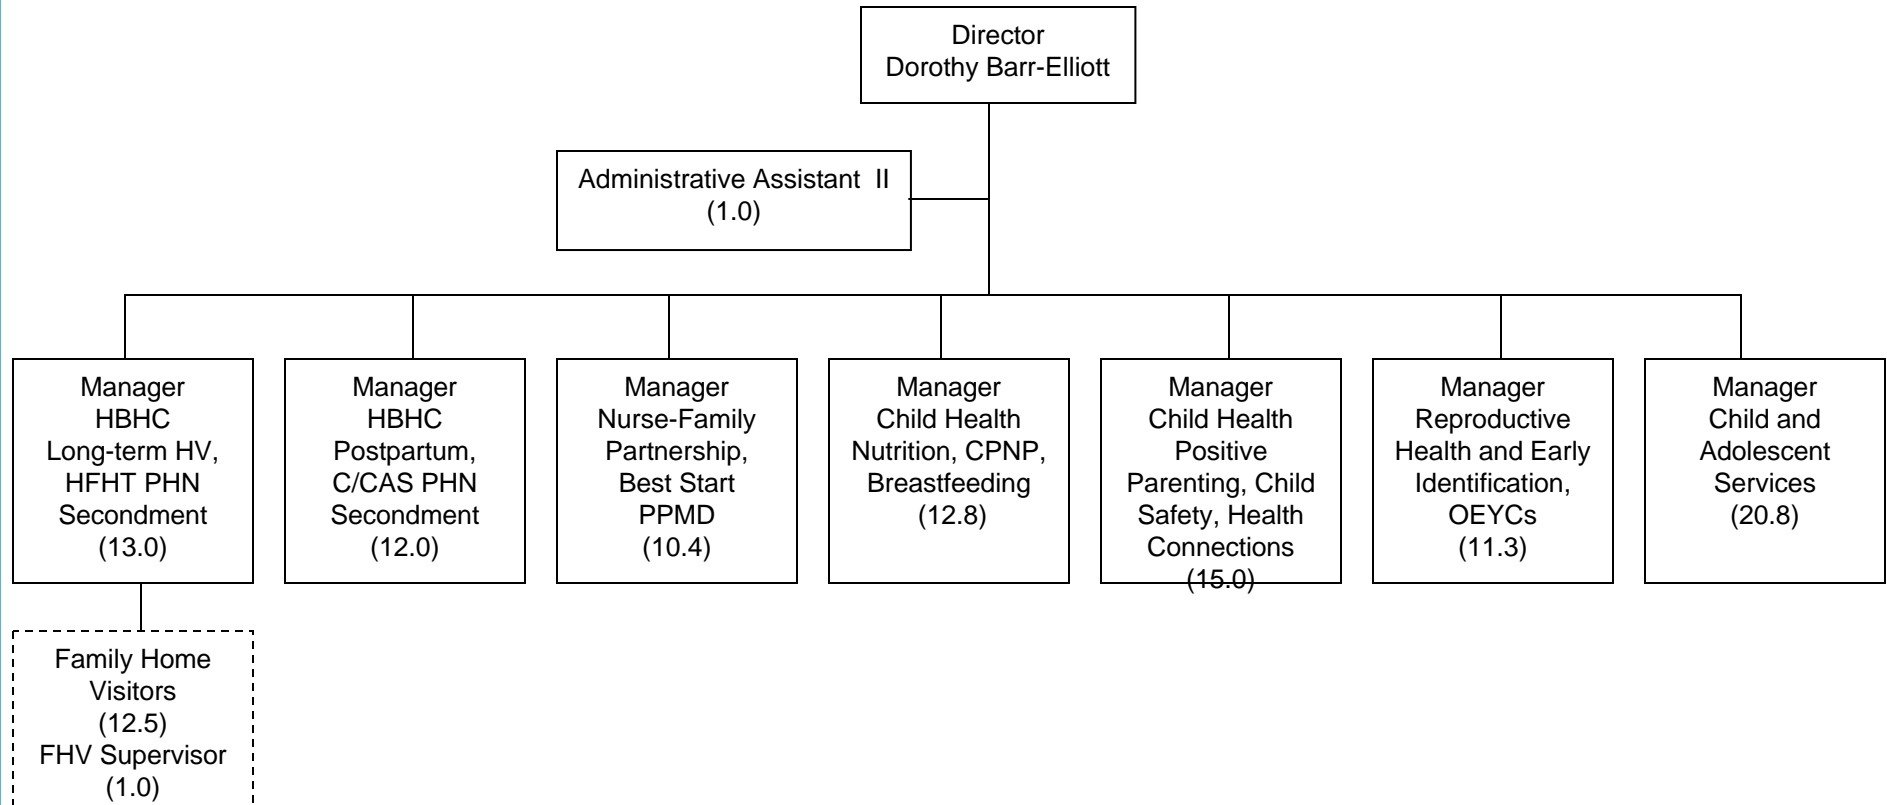 Director
Dorothy Barr-Elliott
Administrative Assistant  II
(1.0)
Manager
HBHC
Long-term HV,
HFHT PHN
Secondment
(13.0)
Manager
HBHC
Postpartum,
C/CAS PHN
Secondment
(12.0)
Manager
Nurse-Family
Partnership,
Best Start
PPMD
(10.4)
Manager
Child Health
Nutrition, CPNP,
Breastfeeding
(12.8)
Manager
Child Health
Positive
Parenting, Child
Safety, Health
Connections
(15.0)
Manager
Reproductive
Health and Early
Identification,
OEYCs
(11.3)
Manager
Child and
Adolescent
Services
(20.8)
Family Home
Visitors
(12.5)
FHV Supervisor
(1.0)